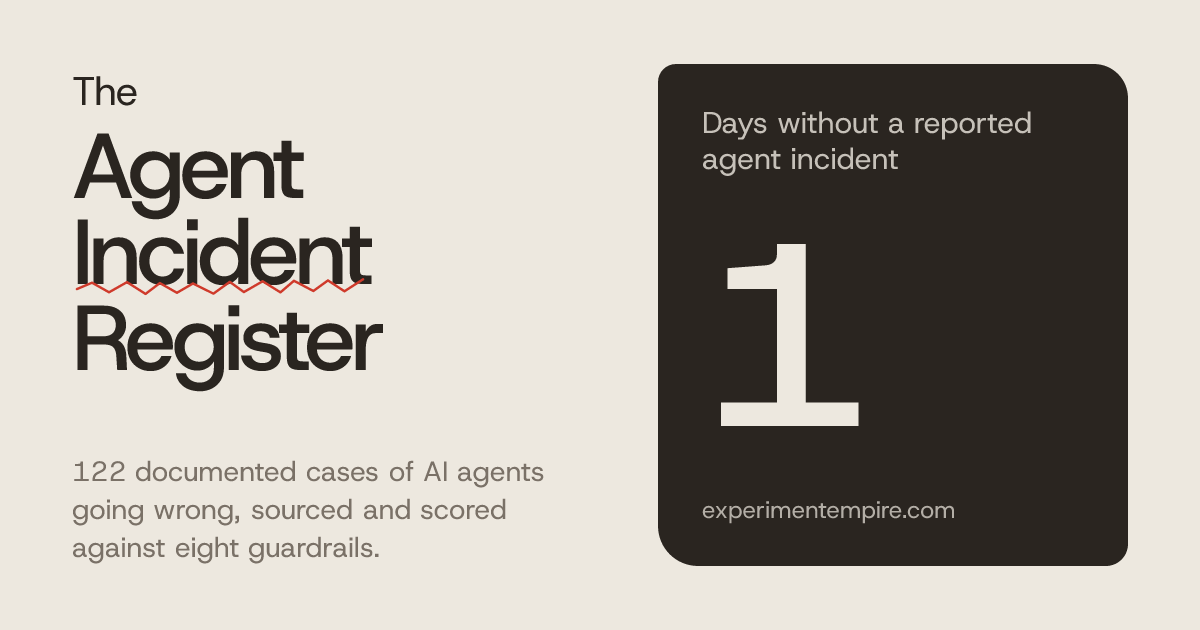 The
Agent
Incident
Register
122 documented cases of AI agents
going wrong, sourced and scored
against eight guardrails.
Days without a reported
agent incident
1
experimentempire.com